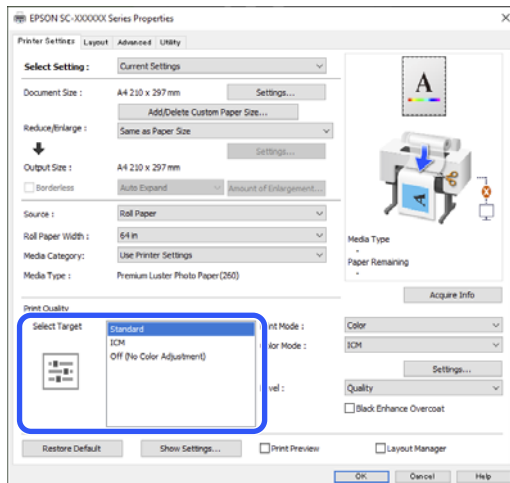 EPSON SC-XXXXXX Series Properties
Printer Settings Layout Advanced Utility
Select Setting : Current Settings
Document Size : A4 210 x 297 mm Settings...
Add/Delete Custom Paper Size...
Reduce/Enlarge : Same as Paper Size
Settings...
Output Size : A4 210 x 297 mm
Borderless Auto Expand Amount of Enlargement...
Source : Roll Paper
Roll Paper Width : 64 in
Media Category: Use Printer Settings
Media Type : Premium Luster Photo Paper(260)
A
Media Type
-
Paper Remaining
-
Acquire Info
Print Quality
Select Target Standard
ICM
Off (No Color Adjustment)
nt Mode : Color
lor Mode : ICM
Settings...
vel : Quality
Black Enhance Overcoat
Restore Default Show Settings... Print Preview Layout Manager
OK Cancel Help